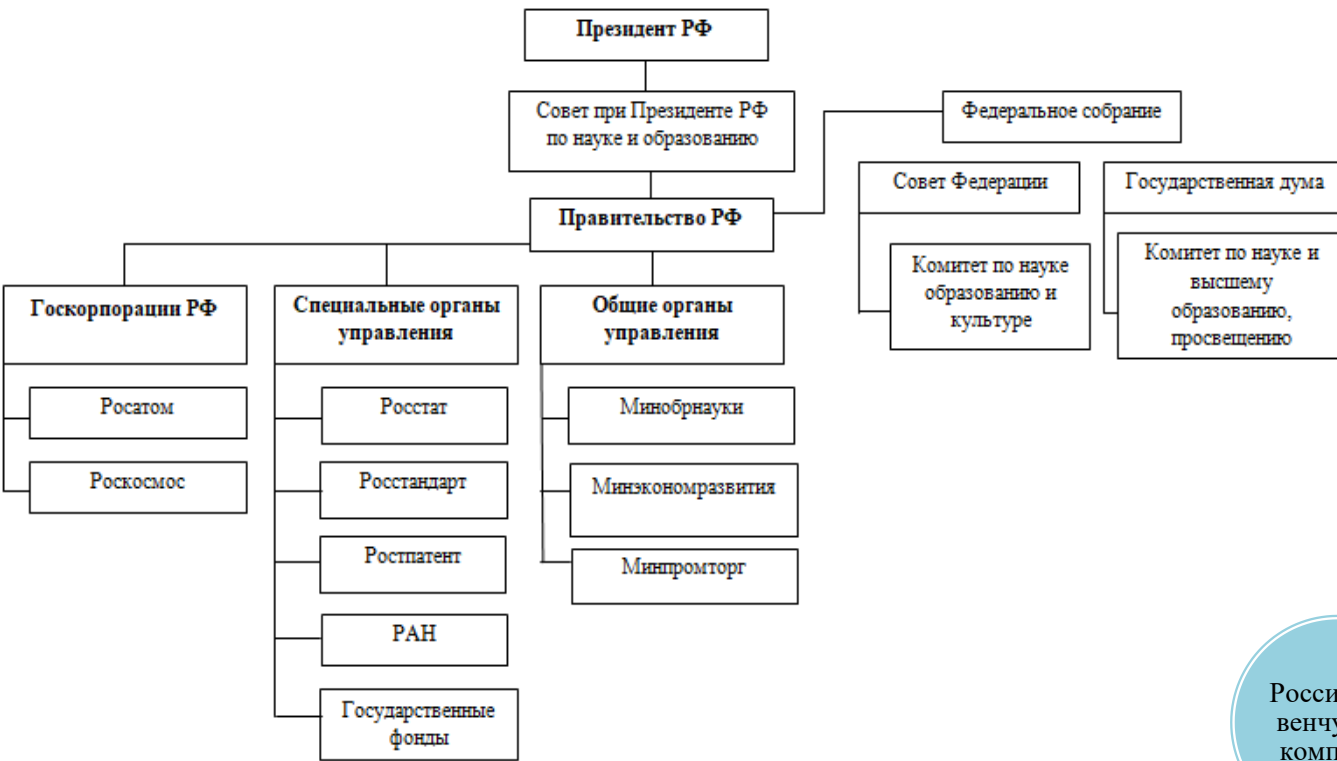 Президент РФ
Совет при Президенте РФ
по науке и образованию
Федеральное собрание
Совет Федерации
Государственная дума
Правительство РФ
Комитет по науке
образованию и
культуре
Комитет по науке и
высшему
образованию,
просвещению
Госкорпорации РФ
Росатом
Роскосмос
Специальные органы
управления
Росстат
Росстандарт
Ростпатент
РАН
Государственные
фонды
Общие органы
управления
Минобрнауки
Минэкономразвития
Минпромторг